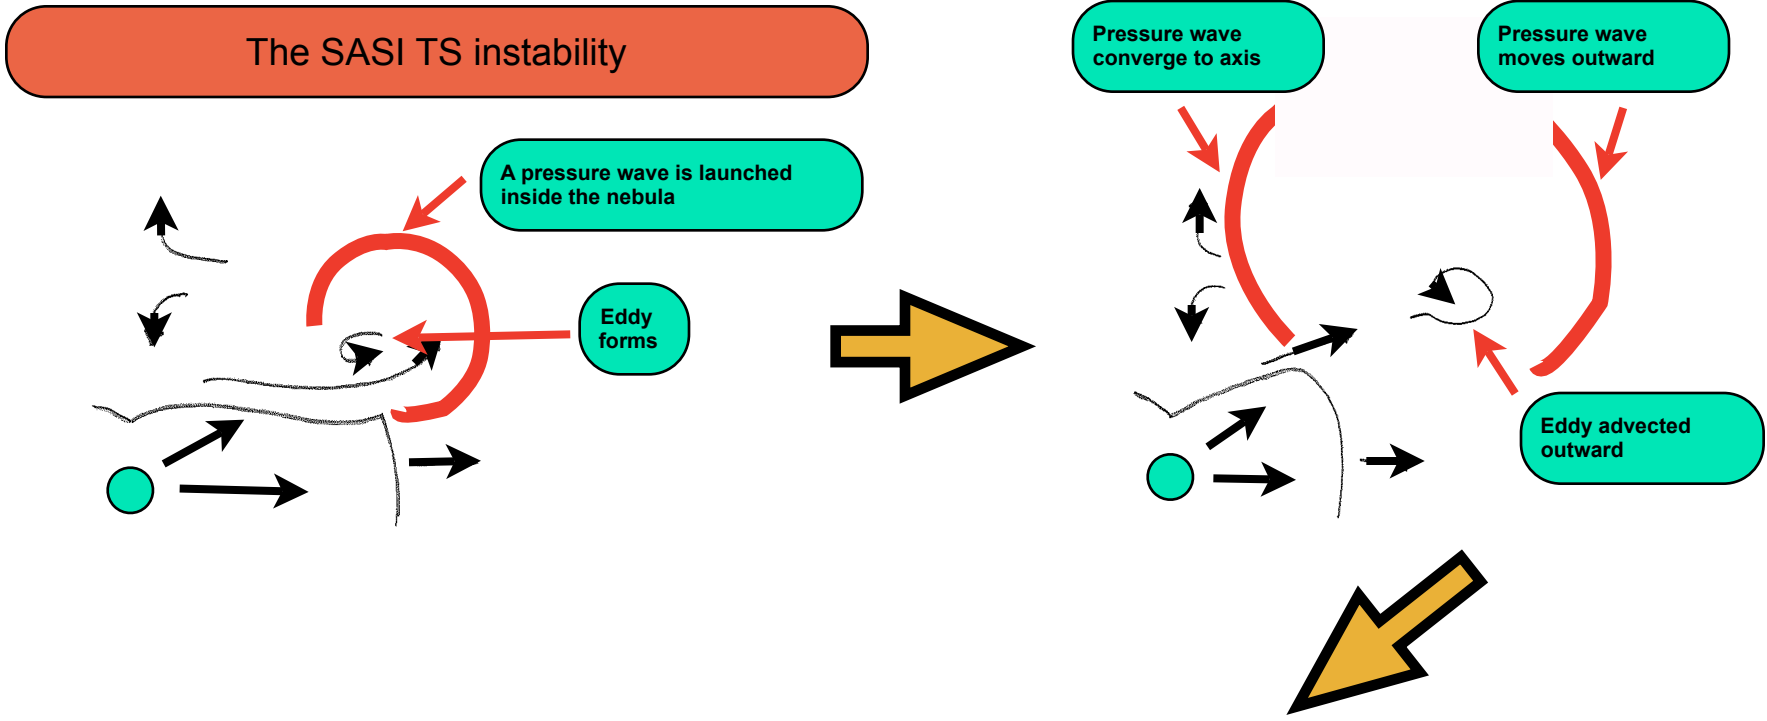 The SASI TS instability
A pressure wave is launched
inside the nebula
Eddy
forms
Pressure wave
converge to axis
Pressure wave
moves outward
Eddy advected
outward